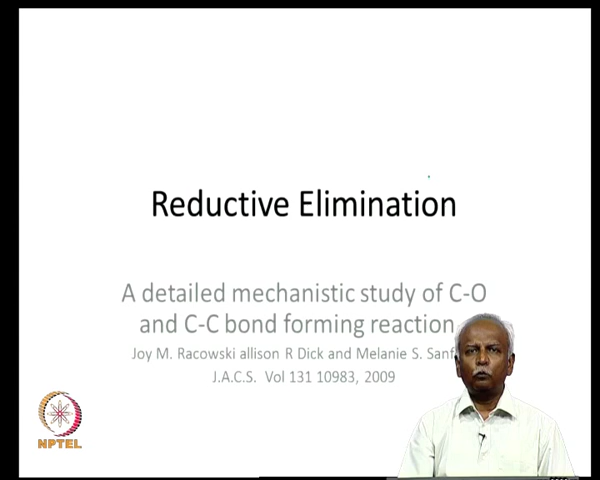 Reductive Elimination
A detailed mechanistic study of C-O
and C-C bond forming reaction
Joy M. Racowski allison R Dick and Melanie S.
J.A.C.S. Vol 131 10983, 2009
NPTEL